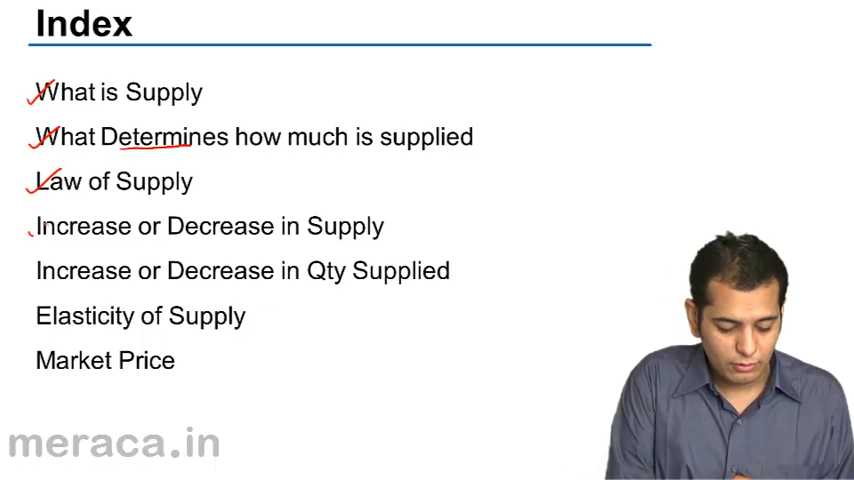 Index
What is Supply
What Determines how much is supplied
Law of Supply
Increase or Decrease in Supply
Increase or Decrease in Qty Supplied
Elasticity of Supply
Market Price
meraca.in